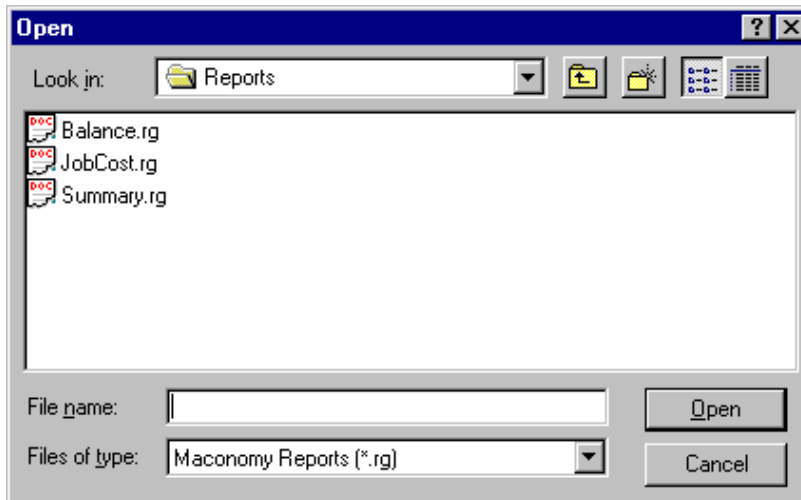 Open
Look in: Reports
Balance.rg
JobCost.rg
Summary.rg
File name: Open
Files of type: Maconomy Reports (*.rg) Cancel